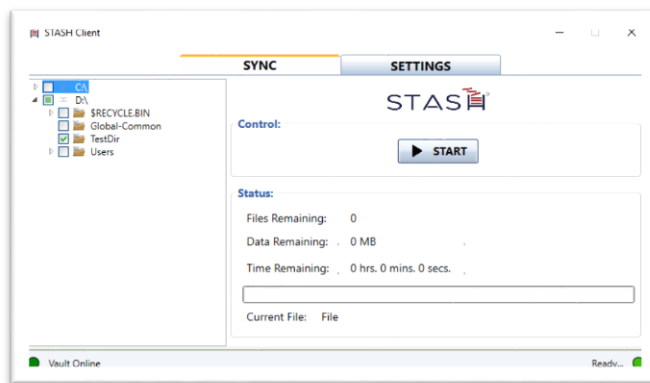 STASH Client
SYNC
SETTINGS
C:\
D:\
$RECYCLE.BIN
Global-Common
TestDir
Users
STASH
Control:
START
Status:
Files Remaining: 0
Data Remaining: 0 MB
Time Remaining: 0 hrs. 0 mins. 0 secs.
Current File: File
Vault Online
Ready...